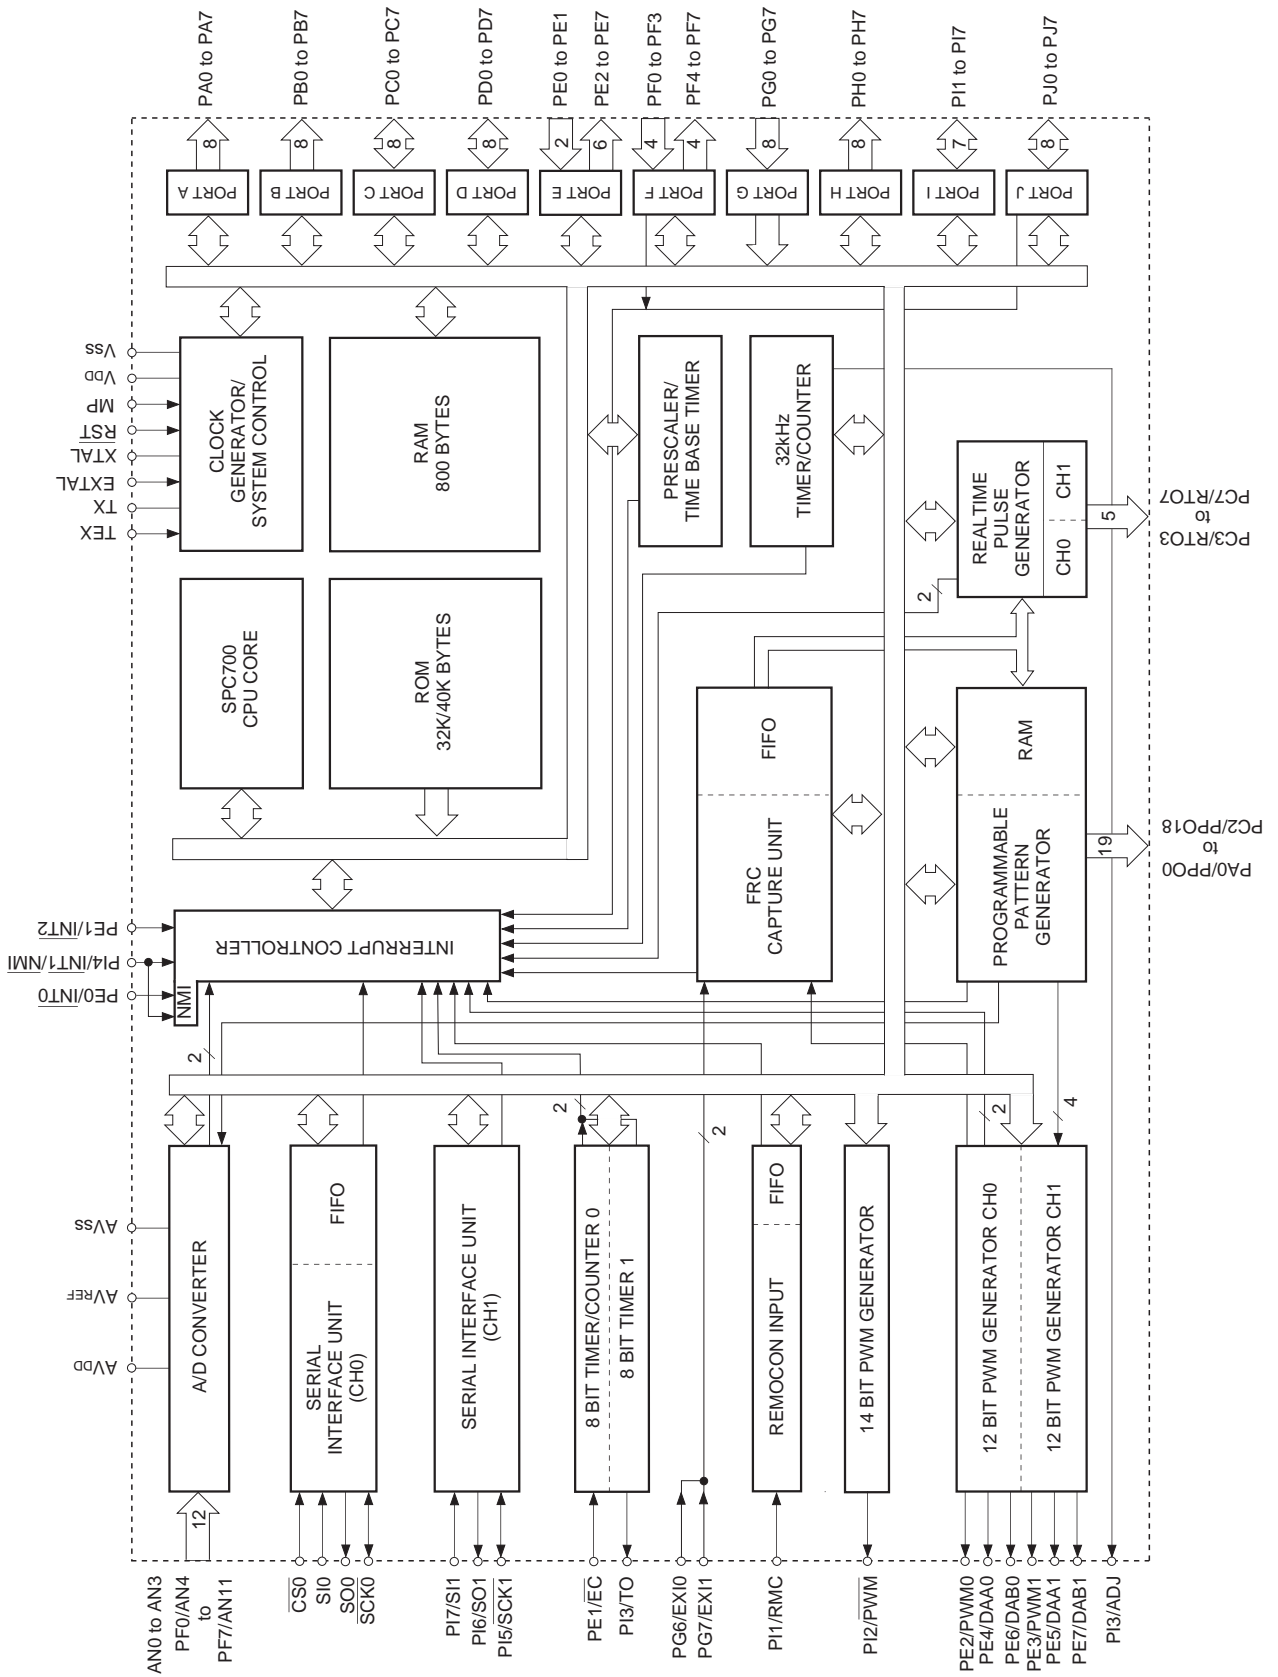 PA0 to PA7
PB0 to PB7
PC0 to PC7
PD0 to PD7
PE0 to PE1
PE2 to PE7
PF0 to PF3
PF4 to PF7
PG0 to PG7
PH0 to PH7
PI1 to PI7
PJ0 to PJ7
8
8
8
8
2
6
4
4
8
8
7
8
PORT A
PORT B
PORT C
PORT D
PORT E
PORT F
PORT G
PORT H
PORT I
PORT J
VSS
VDD
MP
RST
XTAL
EXTAL
TX
TEX
CLOCK
GENERATOR/
SYSTEM CONTROL
RAM
800 BYTES
PRESCALER/
TIME BASE TIMER
32kHz
TIMER/COUNTER
SPC700
CPU CORE
ROM
32K/40K BYTES
REALTIME
PULSE
GENERATOR
CH0
CH1
5
PC3/RTO3
to
PC7/RTO7
2
FIFO
FRC
CAPTURE UNIT
RAM
PROGRAMMABLE
PATTERN
GENERATOR
19
PA0/PPO0
to
PC2/PPO18
PE1/INT2
PI4/INT1/NMI
PE0/INT0
NMI
INTERRUPT CONTROLLER
2
2
2
2
4
AVSS
AVREF
AVDD
A/D CONVERTER
SERIAL
INTERFACE UNIT
(CH0)
FIFO
SERIAL INTERFACE UNIT
(CH1)
8 BIT TIMER/COUNTER 0
8 BIT TIMER 1
REMOCON INPUT
FIFO
14 BIT PWM GENERATOR
12 BIT PWM GENERATOR CH0
12 BIT PWM GENERATOR CH1
12
AN0 to AN3
PF0/AN4
to
PF7/AN11
CS0
SI0
SO0
SCK0
PI7/SI1
PI6/SO1
PI5/SCK1
PE1/EC
PI3/TO
PG6/EXI0
PG7/EXI1
PI1/RMC
PI2/PWM
PE2/PWM0
PE4/DAA0
PE6/DAB0
PE3/PWM1
PE5/DAA1
PE7/DAB1
PI3/ADJ